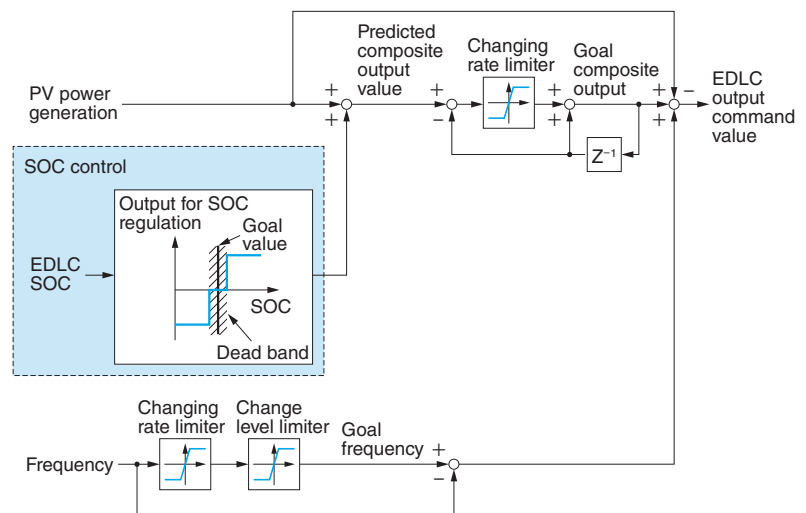 Predicted
composite
output
value
Changing
rate limiter
Goal
composite
output
EDLC
output
command
value
PV power
generation
+
+
+
−
+
+
+
−
+
Z⁻¹
SOC control
Output for SOC
regulation
Goal
value
EDLC
SOC
SOC
Dead band
Changing
rate limiter
Change
level limiter
Goal
frequency
Frequency
+
−